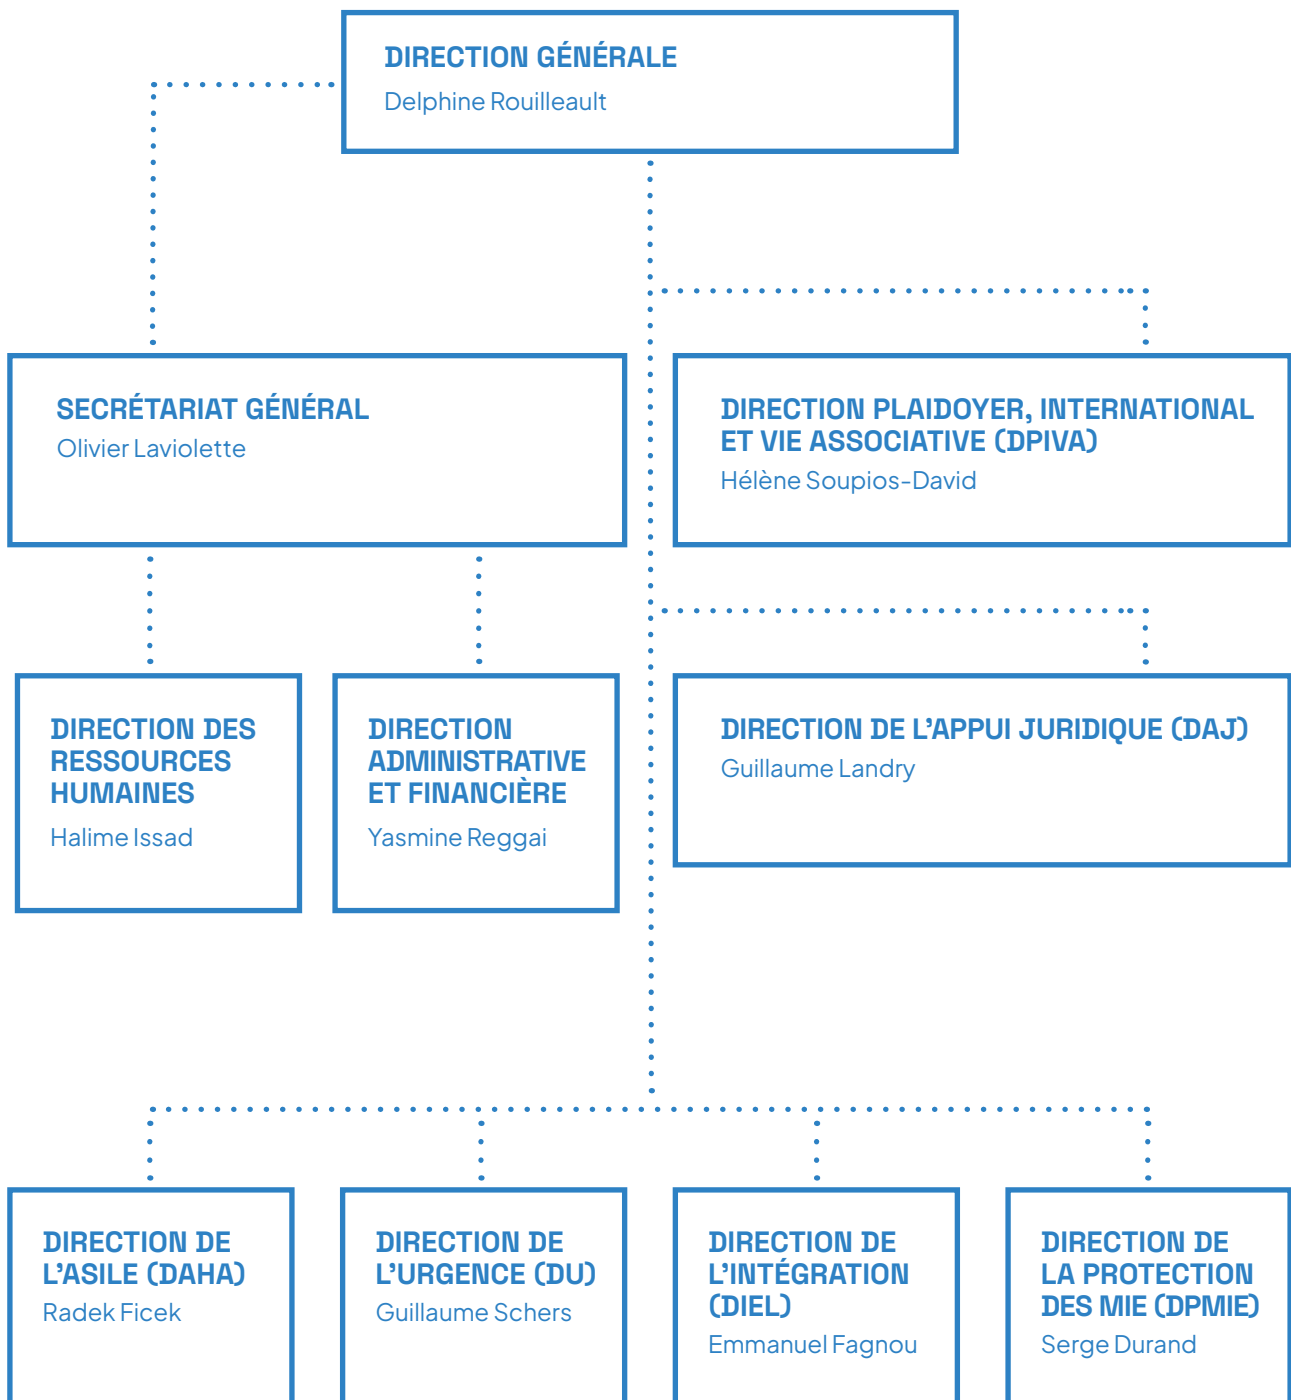 DIRECTION GÉNÉRALE
Delphine Rouilleault
SECRÉTARIAT GÉNÉRAL
Olivier Laviolette
DIRECTION PLAIDOYER, INTERNATIONAL
ET VIE ASSOCIATIVE (DPIVA)
Hélène Soupios-David
DIRECTION DES
RESSOURCES
HUMAINES
Halime Issad
DIRECTION
ADMINISTRATIVE
ET FINANCIÈRE
Yasmine Reggai
DIRECTION DE L’APPUI JURIDIQUE (DAJ)
Guillaume Landry
DIRECTION DE
L’ASILE (DAHA)
Radek Ficek
DIRECTION DE
L’URGENCE (DU)
Guillaume Schers
DIRECTION DE
L’INTÉGRATION
(DIEL)
Emmanuel Fagnou
DIRECTION DE
LA PROTECTION
DES MIE (DPMIE)
Serge Durand